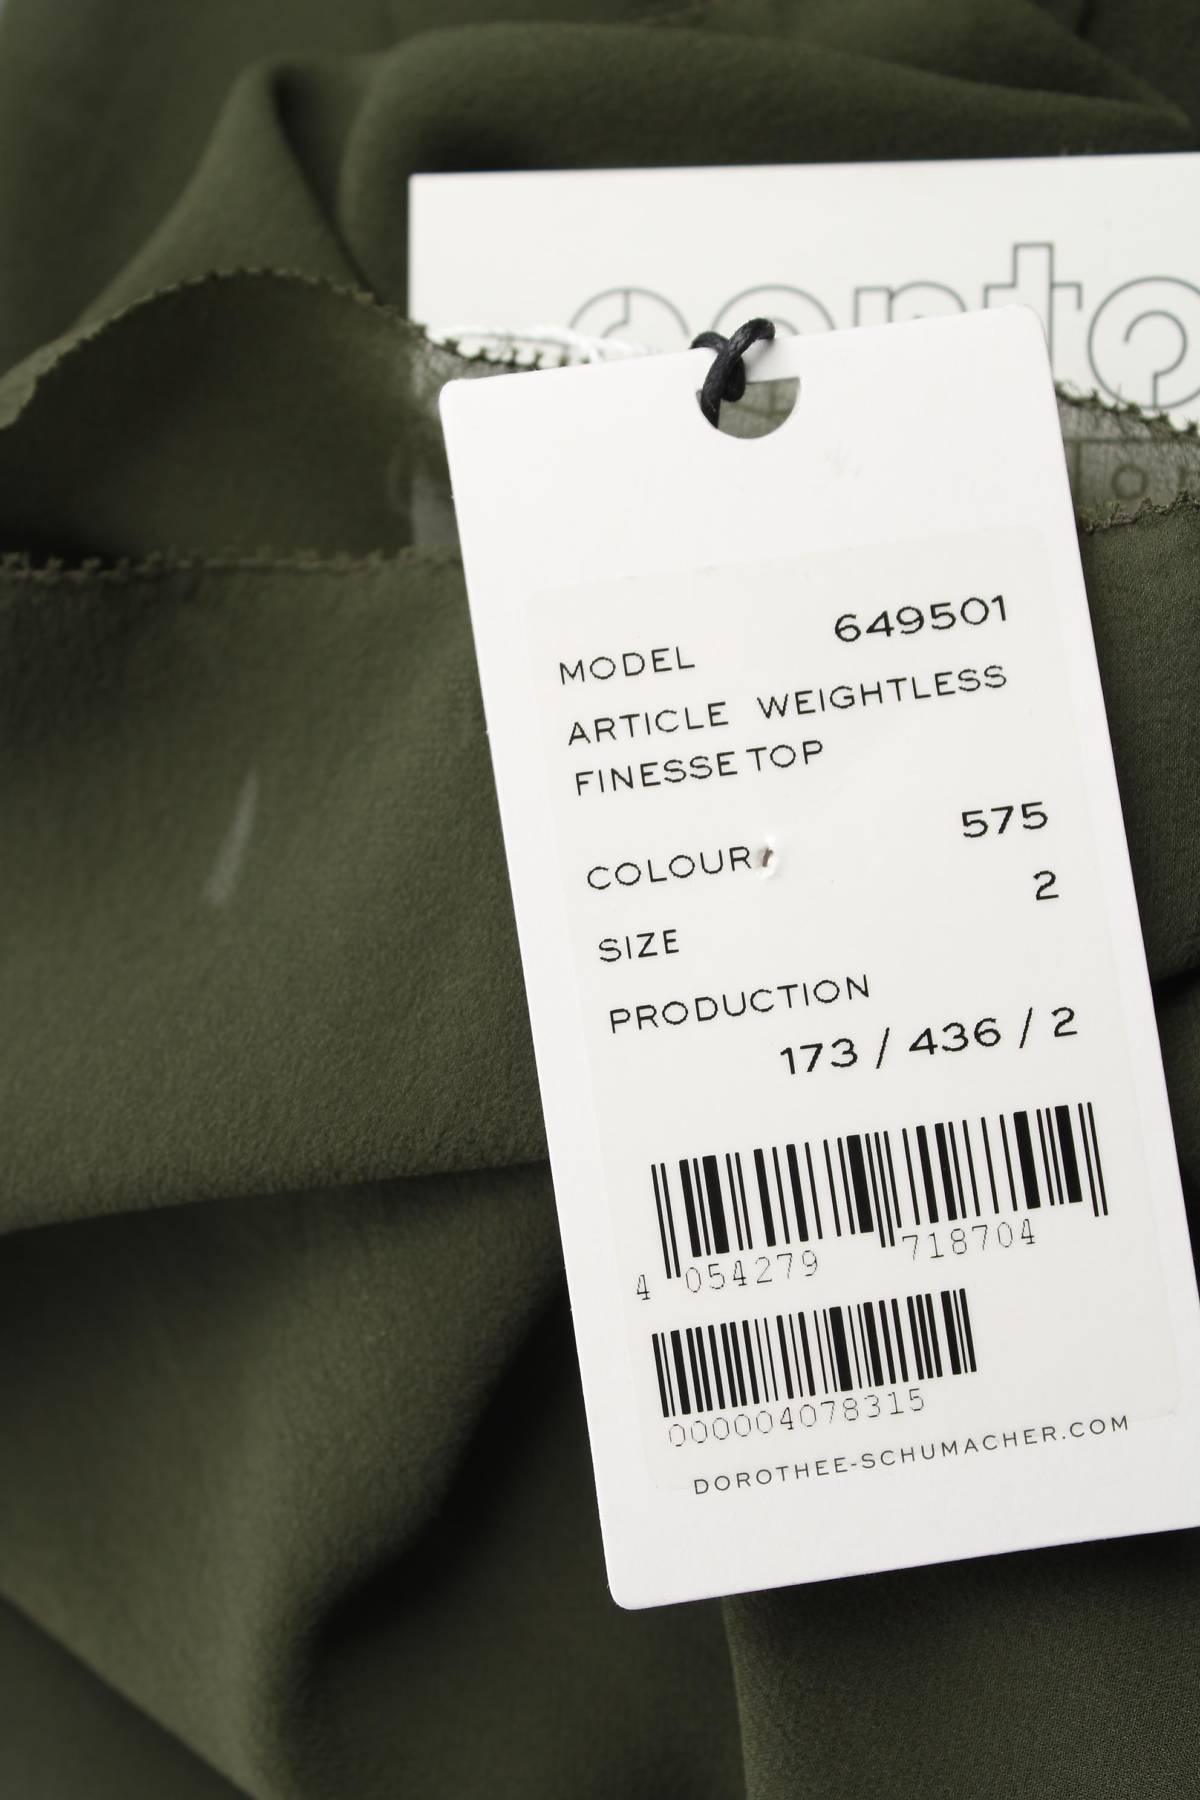 MODEL 649501
ARTICLE WEIGHTLESS
FINESSE TOP
COLOUR 575
SIZE 2
PRODUCTION
173 / 436 / 2
4 054279 718704
000004078315
DOROTHEE-SCHUMACHER.COM